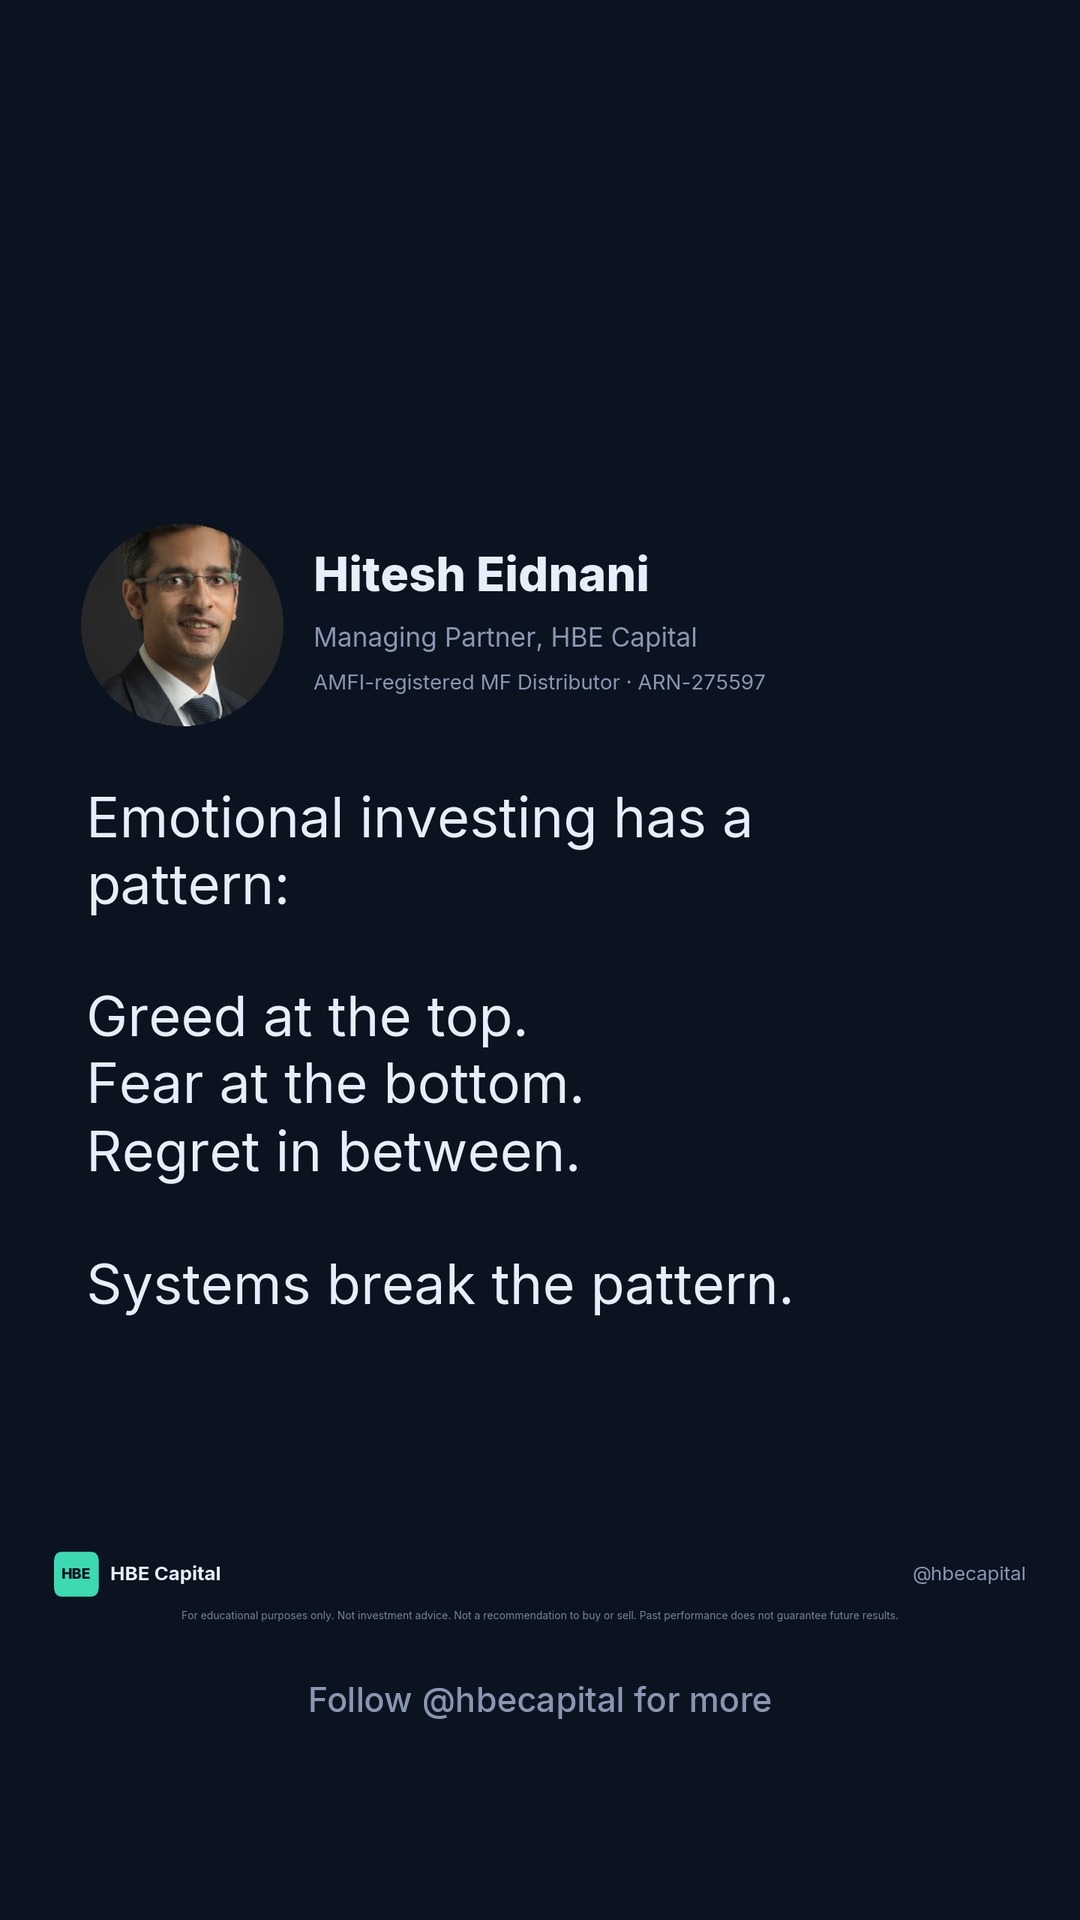 Hitesh Eidnani
Managing Partner, HBE Capital
AMFI-registered MF Distributor · ARN-275597
Emotional investing has a
pattern:
Greed at the top.
Fear at the bottom.
Regret in between.
Systems break the pattern.
HBE HBE Capital @hbecapital
For educational purposes only. Not investment advice. Not a recommendation to buy or sell. Past performance does not guarantee future results.
Follow @hbecapital for more